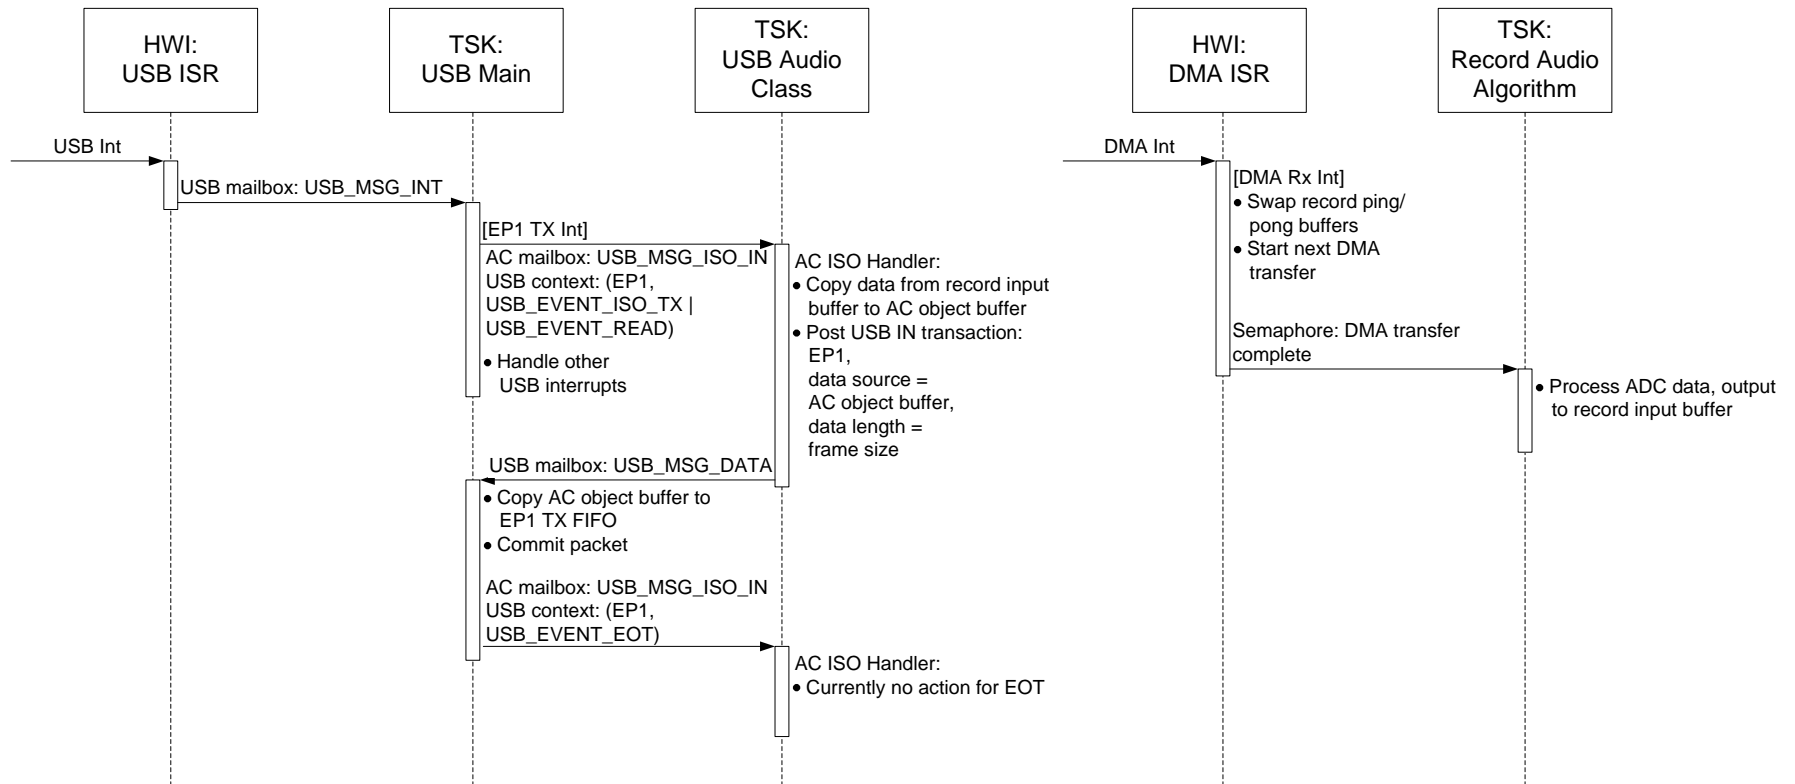 HWI:
USB ISR
TSK:
USB Main
TSK:
USB Audio
Class
HWI:
DMA ISR
TSK:
Record Audio
Algorithm
USB Int
USB mailbox: USB_MSG_INT
[EP1 TX Int]
AC mailbox: USB_MSG_ISO_IN
USB context: (EP1,
USB_EVENT_ISO_TX |
USB_EVENT_READ)
● Handle other
USB interrupts
AC ISO Handler:
● Copy data from record input
buffer to AC object buffer
● Post USB IN transaction:
EP1,
data source =
AC object buffer,
data length =
frame size
USB mailbox: USB_MSG_DATA
● Copy AC object buffer to
EP1 TX FIFO
● Commit packet
AC mailbox: USB_MSG_ISO_IN
USB context: (EP1,
USB_EVENT_EOT)
AC ISO Handler:
● Currently no action for EOT
DMA Int
[DMA Rx Int]
● Swap record ping/
pong buffers
● Start next DMA
transfer
Semaphore: DMA transfer
complete
● Process ADC data, output
to record input buffer